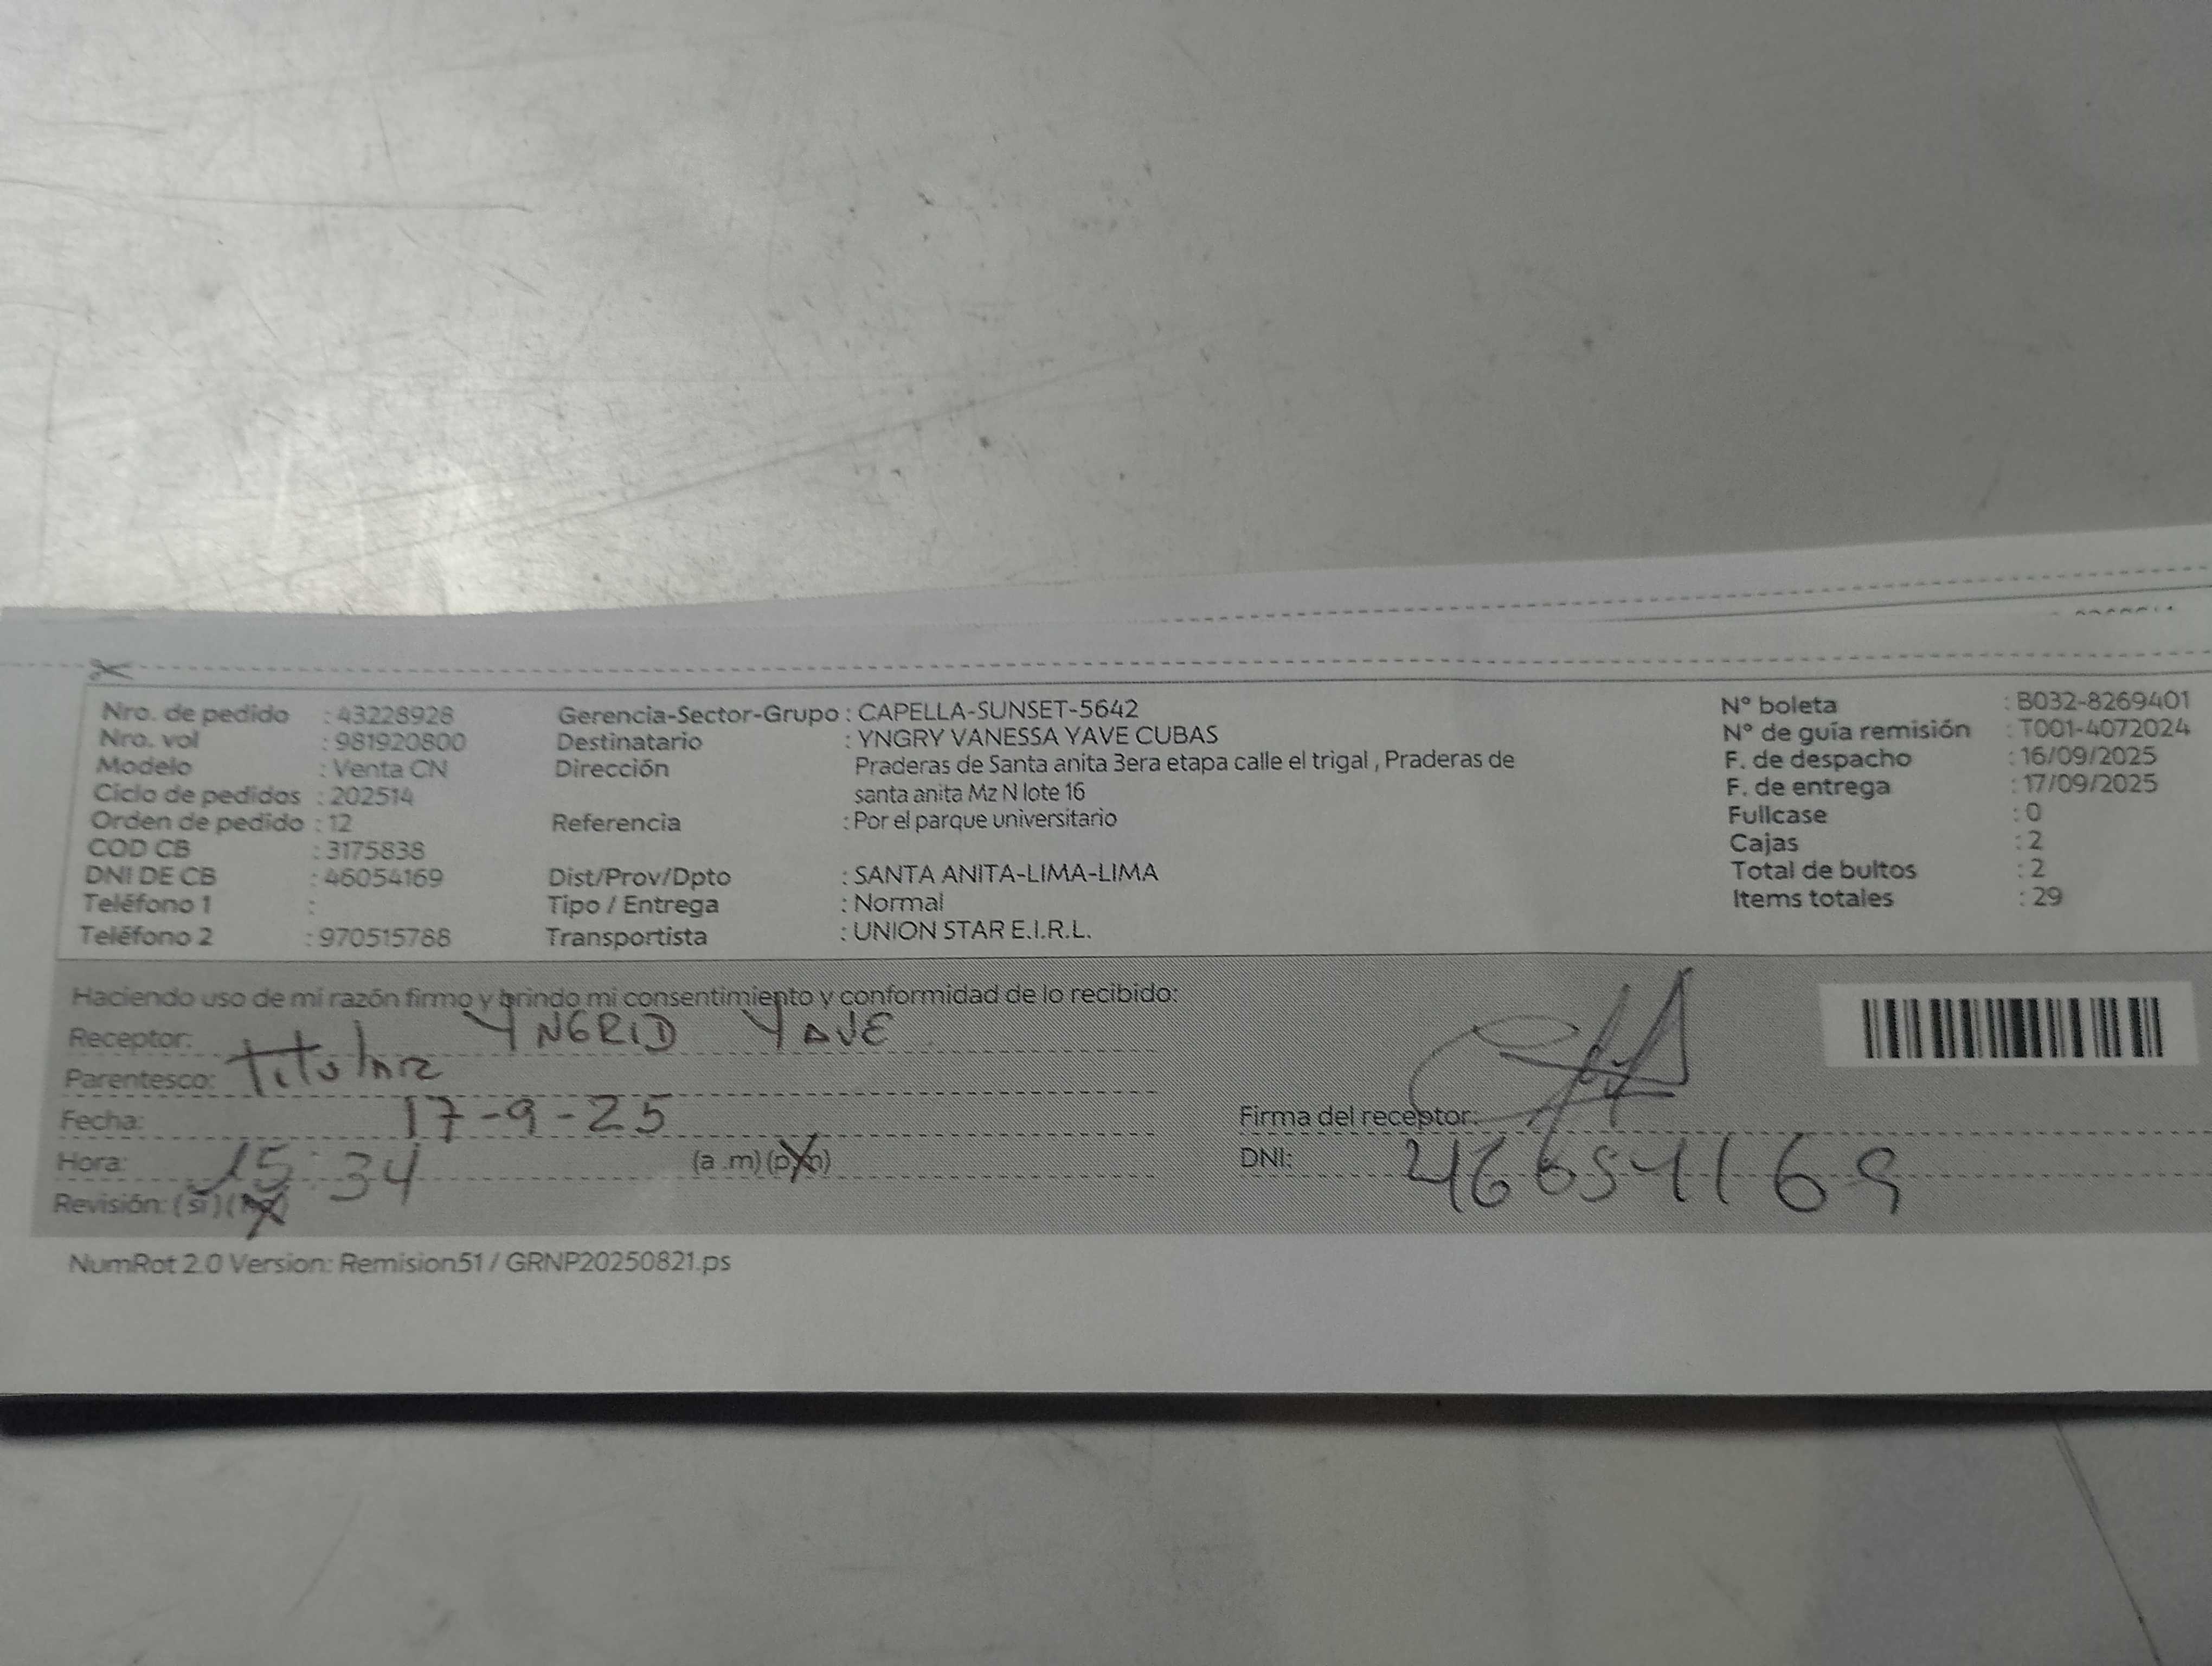 Nro. de pedido : 43228928 Gerencia-Sector-Grupo : CAPELLA-SUNSET-5642 N° boleta : B032-8269401
Nro. vol : 981920800 Destinatario : YNGRY VANESSA YAVE CUBAS N° de guía remisión : T001-4072024
Modelo : Venta CN Dirección Praderas de Santa anita 3era etapa calle el trigal , Praderas de F. de despacho : 16/09/2025
Ciclo de pedidos : 202514 santa anita Mz N lote 16 F. de entrega : 17/09/2025
Orden de pedido : 12 Referencia : Por el parque universitario Fullcase : 0
COD CB : 3175838 Cajas : 2
DNI DE CB : 46054169 Dist/Prov/Dpto : SANTA ANITA-LIMA-LIMA Total de bultos : 2
Teléfono 1 : Tipo / Entrega : Normal Items totales : 29
Teléfono 2 : 970515788 Transportista : UNION STAR E.I.R.L.
Haciendo uso de mi razón firmo y brindo mi consentimiento y conformidad de lo recibido:
Receptor: YNGRID YAVE
Parentesco: titular
Fecha: 17-9-25 Firma del receptor:
Hora: 15:34 (a .m) (p.m) DNI: 46654169
Revisión: (si) (no)
NumRot 2.0 Version: Remision51 / GRNP20250821.ps